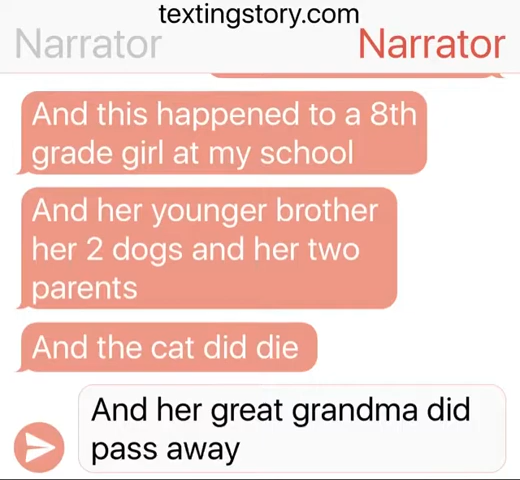 textingstory.com
Narrator Narrator
And this happened to a 8th
grade girl at my school
And her younger brother
her 2 dogs and her two
parents
And the cat did die
And her great grandma did
pass away